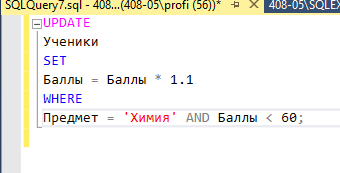 SQLQuery7.sql - 408...(408-05\profi (56))* 408-05\SQLEX
UPDATE
Ученики
SET
Баллы = Баллы * 1.1
WHERE
Предмет = 'Химия' AND Баллы < 60;